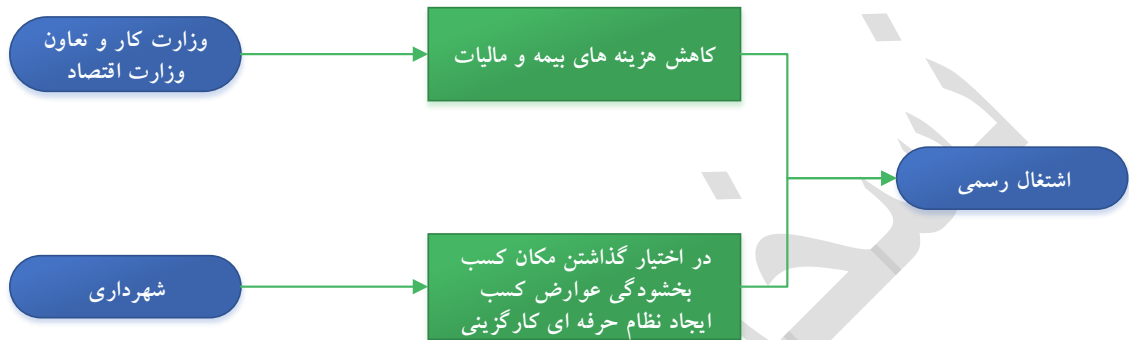 وزارت کار و تعاون
وزارت اقتصاد
کاهش هزینه های بیمه و مالیات
اشتغال رسمی
شهرداری
در اختیار گذاشتن مکان کسب
بخشودگی عوارض کسب
ایجاد نظام حرفه ای کارگزینی